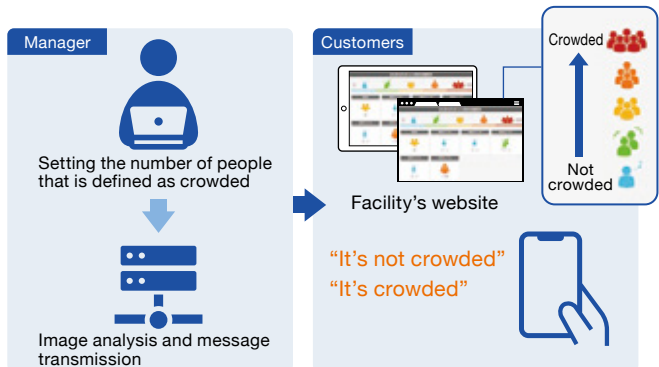 Manager
Setting the number of people
that is defined as crowded
Image analysis and message
transmission
Customers
Facility's website
“It's not crowded”
“It's crowded”
Crowded
Not
crowded